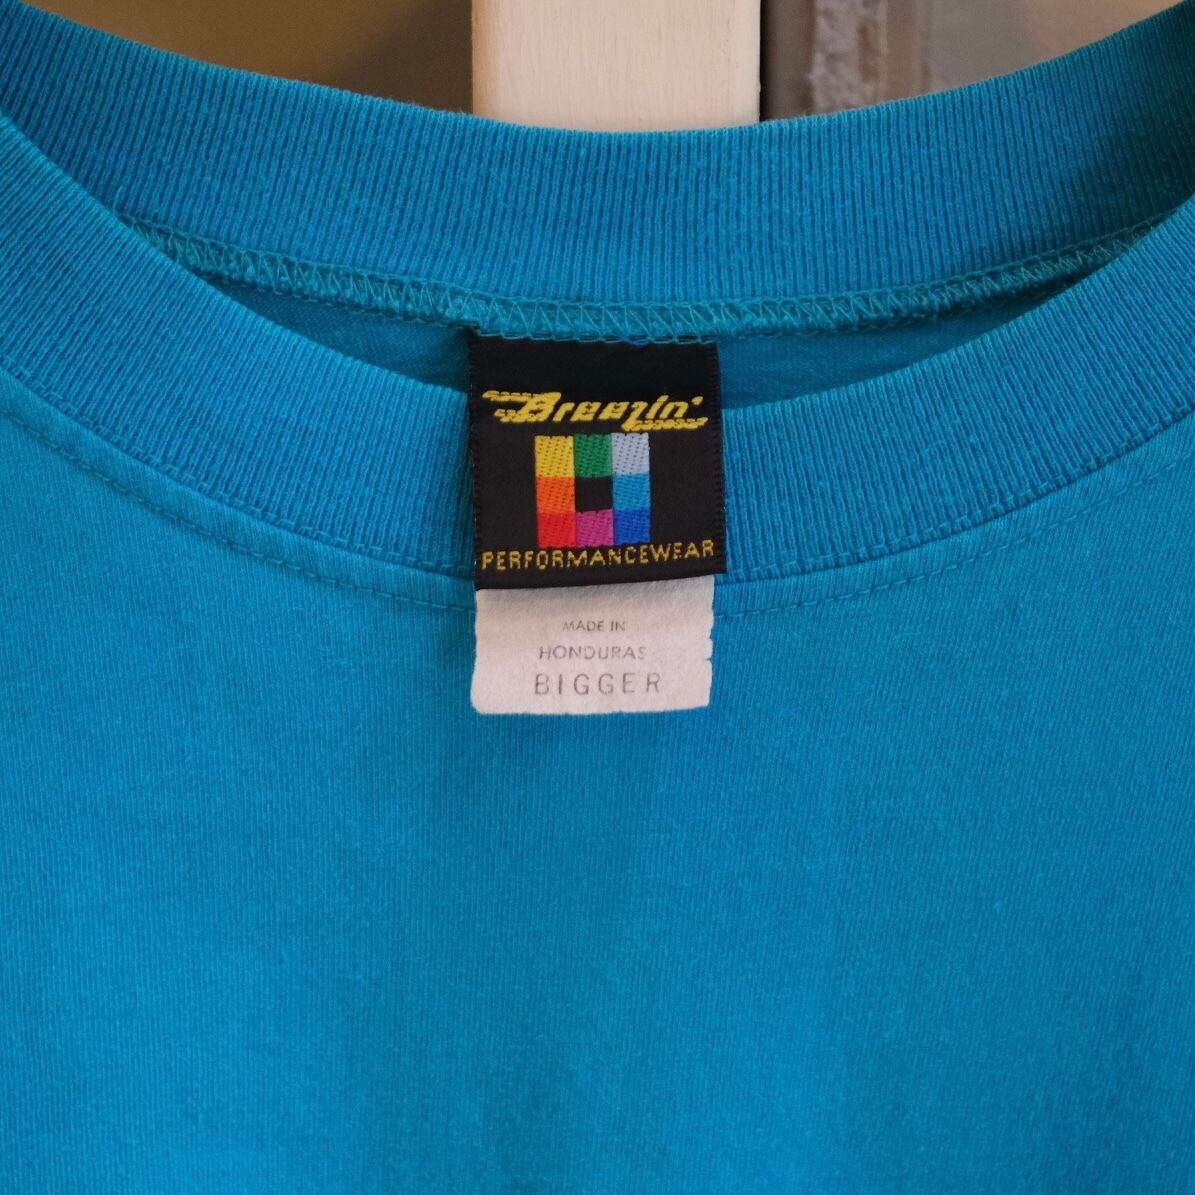 Breezin'
PERFORMANCEWEAR
MADE IN
HONDURAS
BIGGER